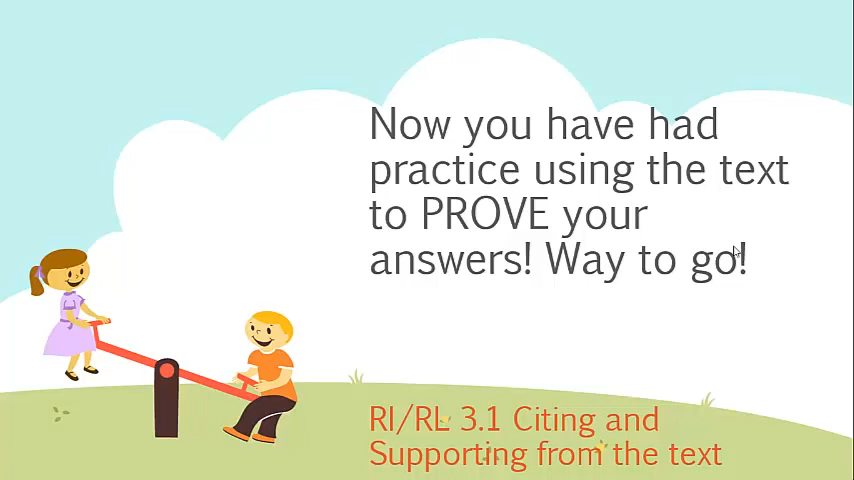 Now you have had
practice using the text
to PROVE your
answers! Way to go!
RI/RL 3.1 Citing and
Supporting from the text